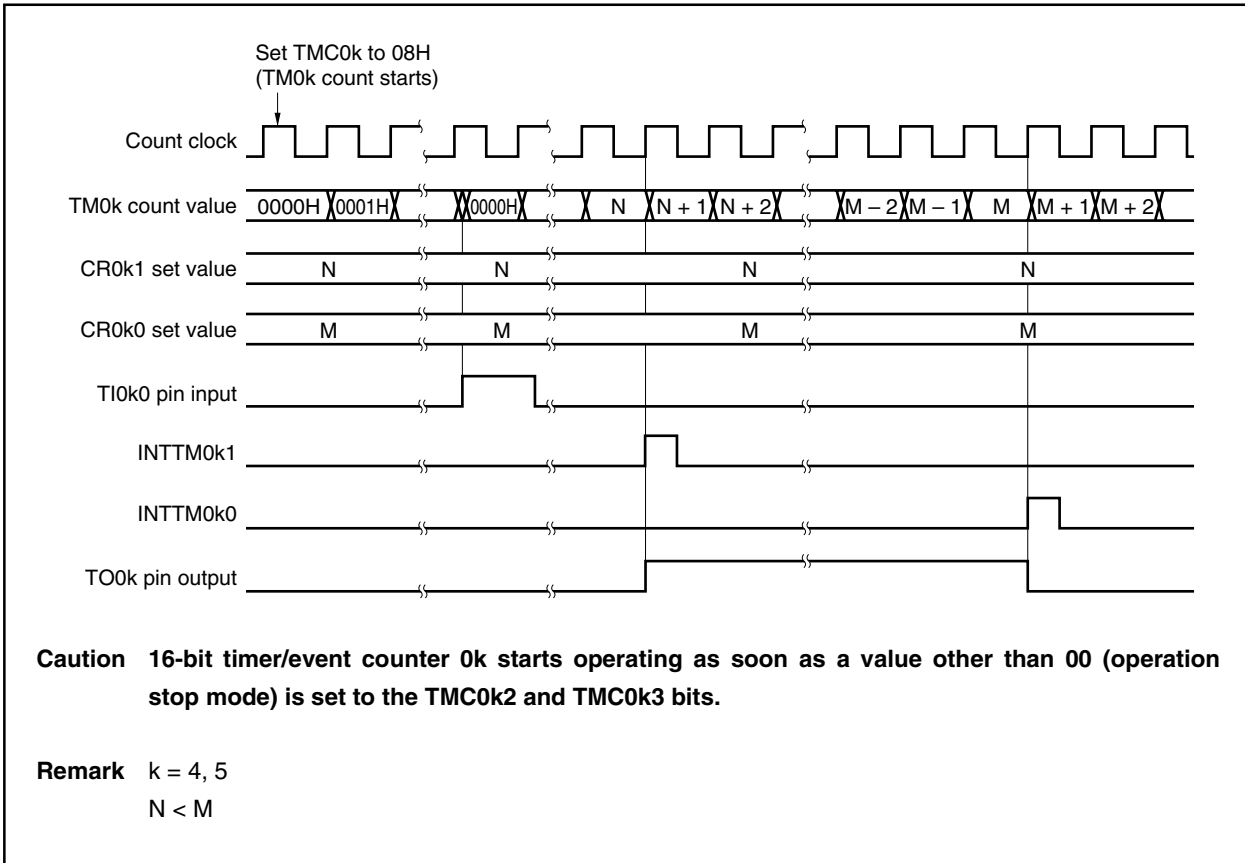 Set TMC0k to 08H
(TM0k count starts)
Count clock
TM0k count value 0000H 0001H 0000H N N + 1 N + 2 M – 2 M – 1 M M + 1 M + 2
CR0k1 set value N N N N
CR0k0 set value M M M M
TI0k0 pin input
INTTM0k1
INTTM0k0
TO0k pin output
Caution 16-bit timer/event counter 0k starts operating as soon as a value other than 00 (operation
stop mode) is set to the TMC0k2 and TMC0k3 bits.
Remark k = 4, 5
N < M